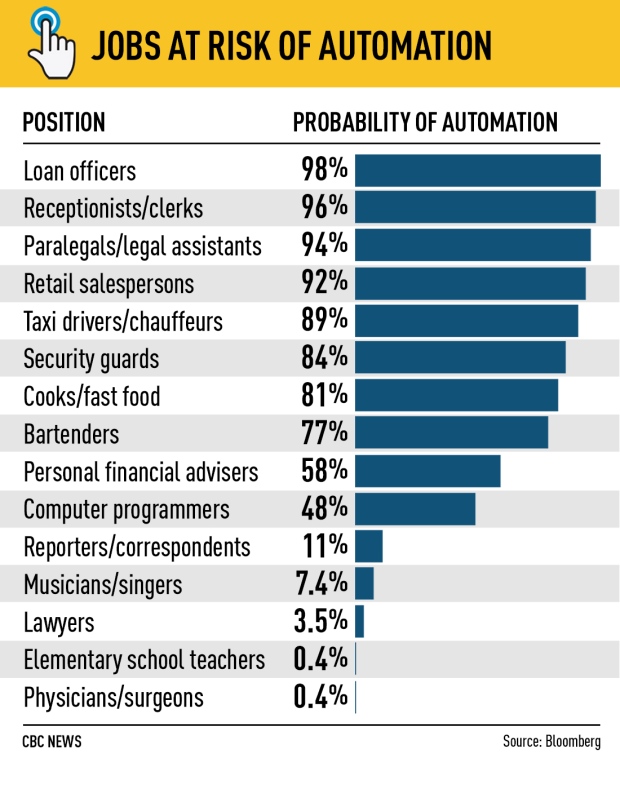 JOBS AT RISK OF AUTOMATION
POSITION PROBABILITY OF AUTOMATION
Loan officers 98%
Receptionists/clerks 96%
Paralegals/legal assistants 94%
Retail salespersons 92%
Taxi drivers/chauffeurs 89%
Security guards 84%
Cooks/fast food 81%
Bartenders 77%
Personal financial advisers 58%
Computer programmers 48%
Reporters/correspondents 11%
Musicians/singers 7.4%
Lawyers 3.5%
Elementary school teachers 0.4%
Physicians/surgeons 0.4%
CBC NEWS Source: Bloomberg